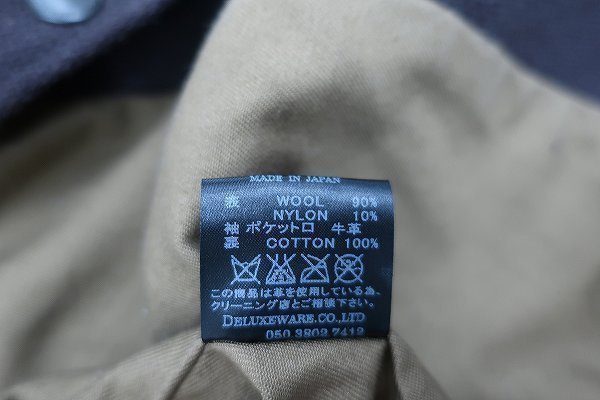 MADE IN JAPAN
表 WOOL 90%
NYLON 10%
袖 ポケット口 牛革
裏 COTTON 100%
この商品は革を使用している為、
クリーニング店とご相談下さい。
DELUXEWARE.CO.,LTD
050 3802 7412